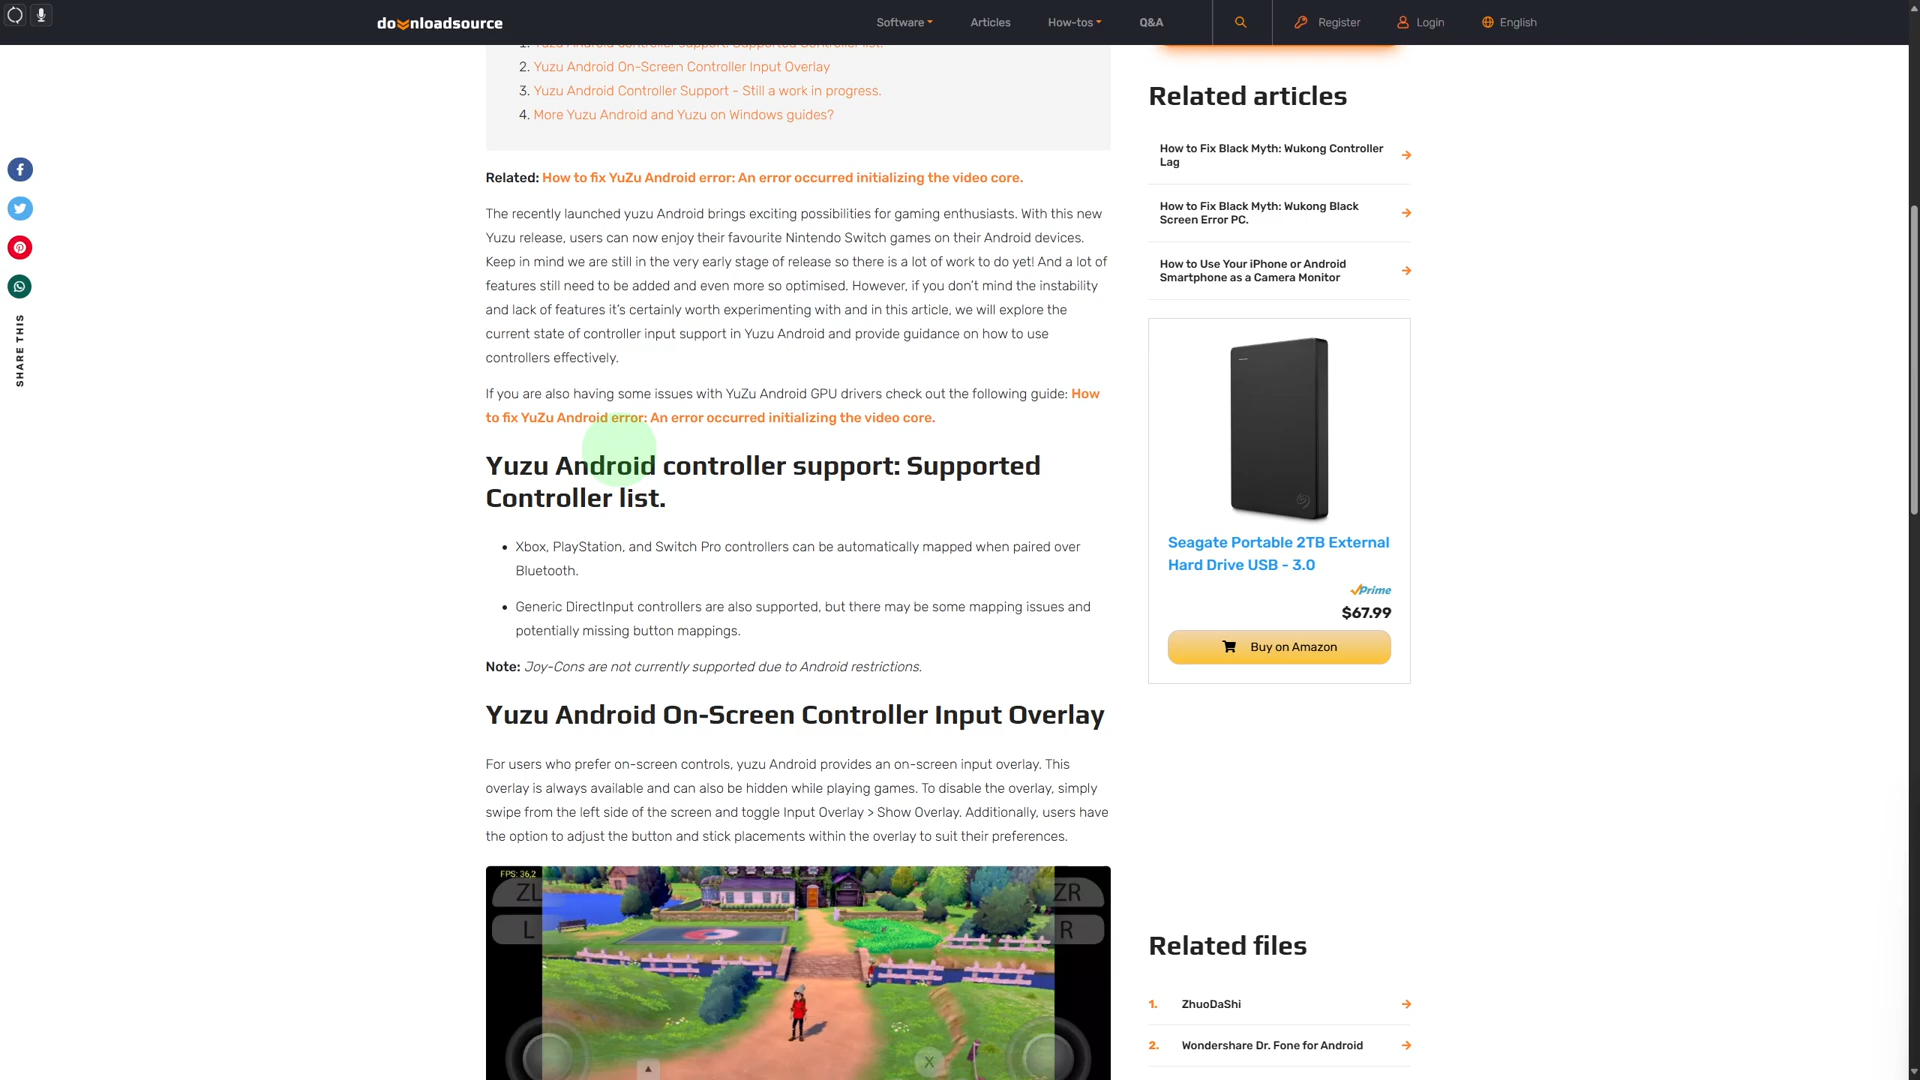 downloadsource
Software
Articles
How-tos
Q&A
Register
Login
English
1. Yuzu Android controller support: Supported Controller list.
2. Yuzu Android On-Screen Controller Input Overlay
3. Yuzu Android Controller Support - Still a work in progress.
4. More Yuzu Android and Yuzu on Windows guides?
SHARE THIS
Related: How to fix YuZu Android error: An error occurred initializing the video core.
The recently launched yuzu Android brings exciting possibilities for gaming enthusiasts. With this new
Yuzu release, users can now enjoy their favourite Nintendo Switch games on their Android devices.
Keep in mind we are still in the very early stage of release so there is a lot of work to do yet! And a lot of
features still need to be added and even more so optimised. However, if you don't mind the instability
and lack of features it's certainly worth experimenting with and in this article, we will explore the
current state of controller input support in Yuzu Android and provide guidance on how to use
controllers effectively.
If you are also having some issues with YuZu Android GPU drivers check out the following guide: How
to fix YuZu Android error: An error occurred initializing the video core.
Yuzu Android controller support: Supported
Controller list.
• Xbox, PlayStation, and Switch Pro controllers can be automatically mapped when paired over
Bluetooth.
• Generic DirectInput controllers are also supported, but there may be some mapping issues and
potentially missing button mappings.
Note: Joy-Cons are not currently supported due to Android restrictions.
Yuzu Android On-Screen Controller Input Overlay
For users who prefer on-screen controls, yuzu Android provides an on-screen input overlay. This
overlay is always available and can also be hidden while playing games. To disable the overlay, simply
swipe from the left side of the screen and toggle Input Overlay > Show Overlay. Additionally, users have
the option to adjust the button and stick placements within the overlay to suit their preferences.
FPS: 36.2
ZL
ZR
L
R
X
Related articles
How to Fix Black Myth: Wukong Controller
Lag
How to Fix Black Myth: Wukong Black
Screen Error PC.
How to Use Your iPhone or Android
Smartphone as a Camera Monitor
Seagate Portable 2TB External
Hard Drive USB - 3.0
Prime
$67.99
Buy on Amazon
Related files
1. ZhuoDaShi
2. Wondershare Dr. Fone for Android